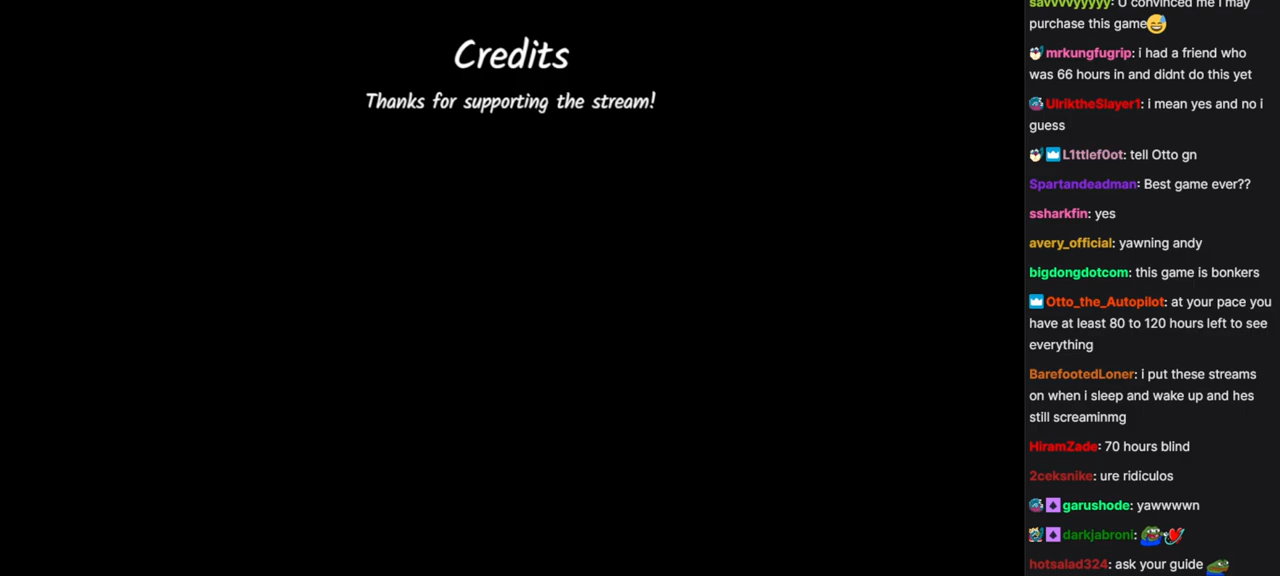 Credits
Thanks for supporting the stream!
savvvvyyyyy: U convinced me I may
purchase this game
mrkungfugrip: i had a friend who
was 66 hours in and didnt do this yet
UlriktheSlayer1: i mean yes and no i
guess
L1ttlef0ot: tell Otto gn
Spartandeadman: Best game ever??
ssharkfin: yes
avery_official: yawning andy
bigdongdotcom: this game is bonkers
Otto_the_Autopilot: at your pace you
have at least 80 to 120 hours left to see
everything
BarefootedLoner: i put these streams
on when i sleep and wake up and hes
still screaminmg
HiramZade: 70 hours blind
2ceksnike: ure ridiculos
garushode: yawwwwn
darkjabroni:
hotsalad324: ask your guide